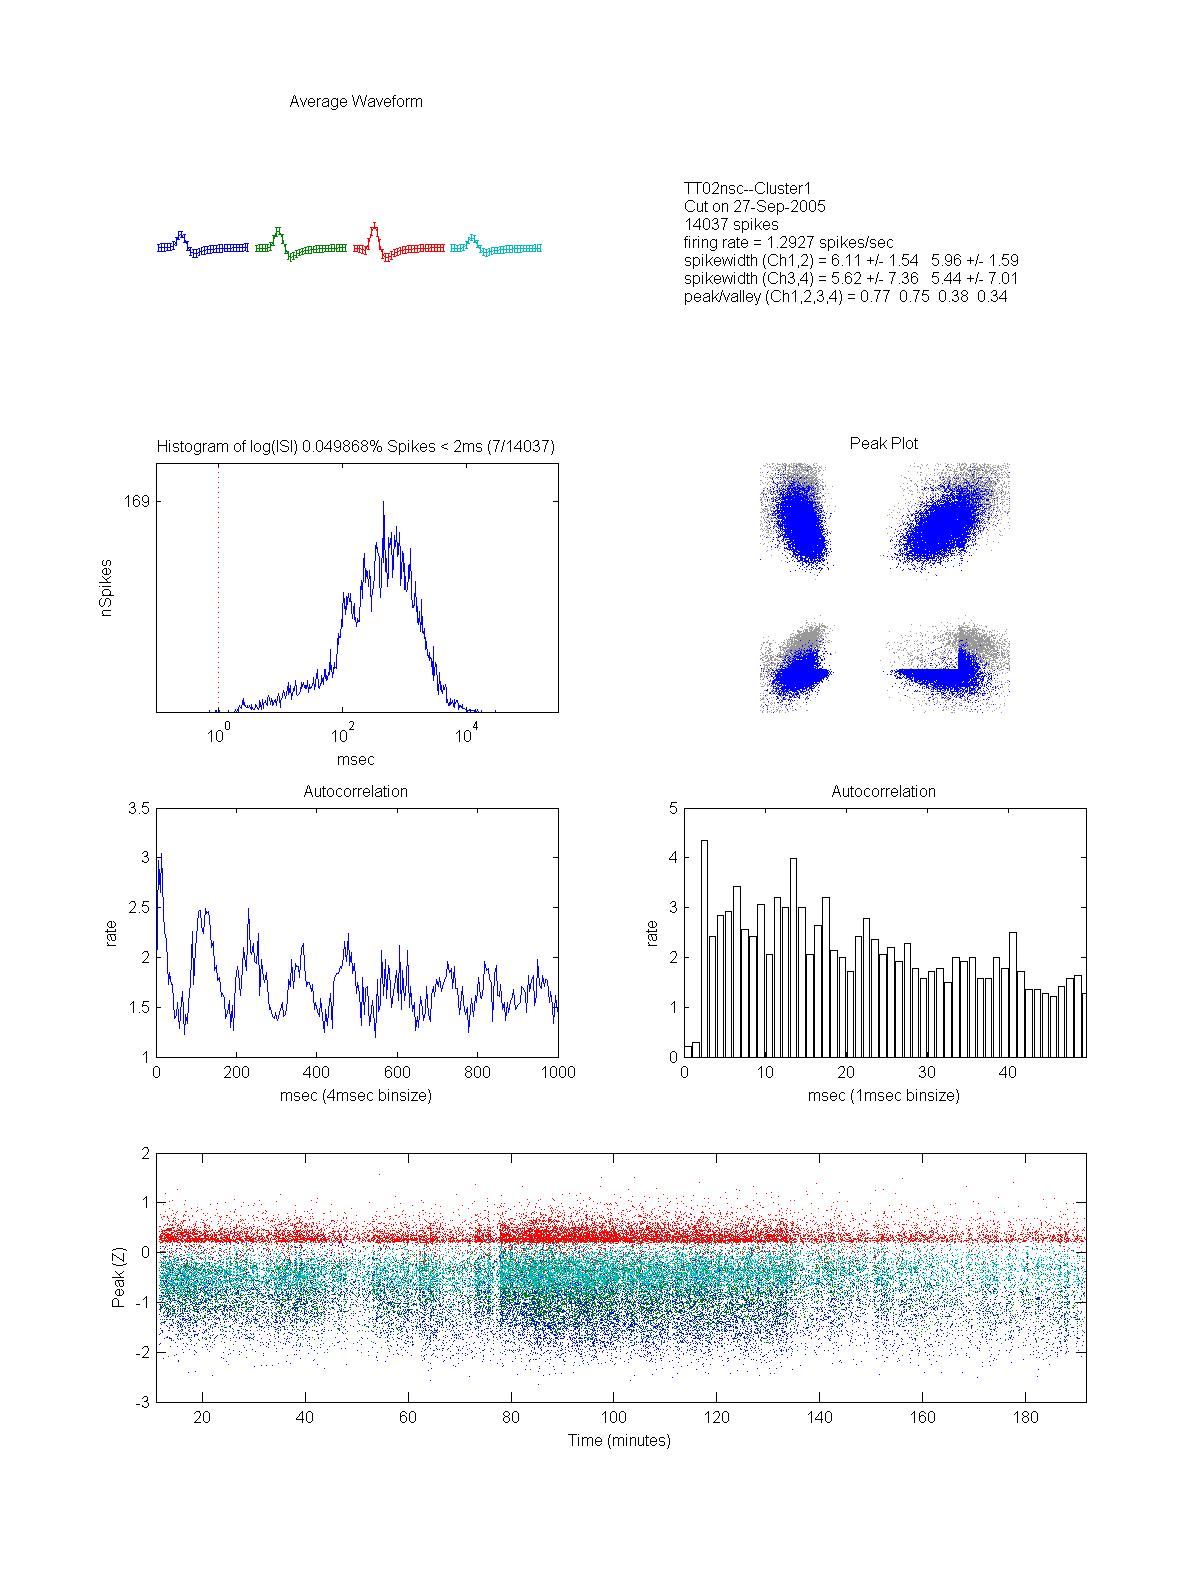 Average Waveform
TT02nsc--Cluster1
Cut on 27-Sep-2005
14037 spikes
firing rate = 1.2927 spikes/sec
spikewidth (Ch1,2) = 6.11 +/- 1.54 5.96 +/- 1.59
spikewidth (Ch3,4) = 5.62 +/- 7.36 5.44 +/- 7.01
peak/valley (Ch1,2,3,4) = 0.77 0.75 0.38 0.34
Histogram of log(ISI) 0.049868% Spikes < 2ms (7/14037)
169
nSpikes
10^0 10^2 10^4
msec
Peak Plot
Autocorrelation
3.5
3
2.5
2
1.5
1
rate
0 200 400 600 800 1000
msec (4msec binsize)
Autocorrelation
5
4
3
2
1
0
rate
0 10 20 30 40
msec (1msec binsize)
2
1
0
-1
-2
-3
Peak (Z)
20 40 60 80 100 120 140 160 180
Time (minutes)